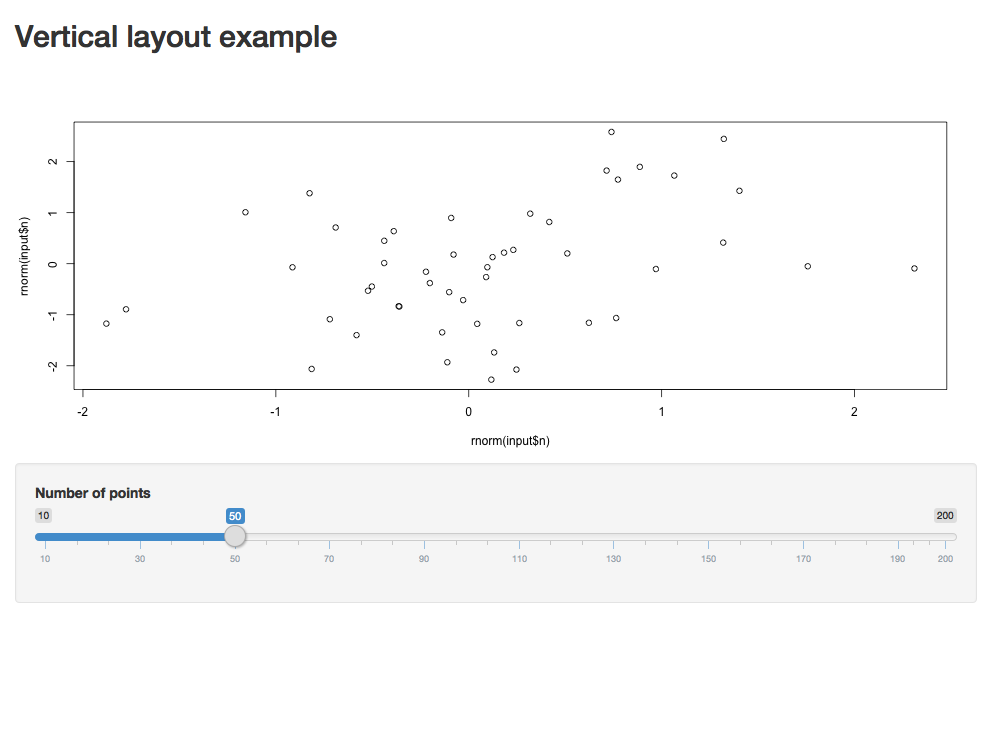 Vertical layout example
2
1
0
-1
-2
rnorm(input$n)
-2 -1 0 1 2
rnorm(input$n)
Number of points
10 50 200
10 30 50 70 90 110 130 150 170 190 200